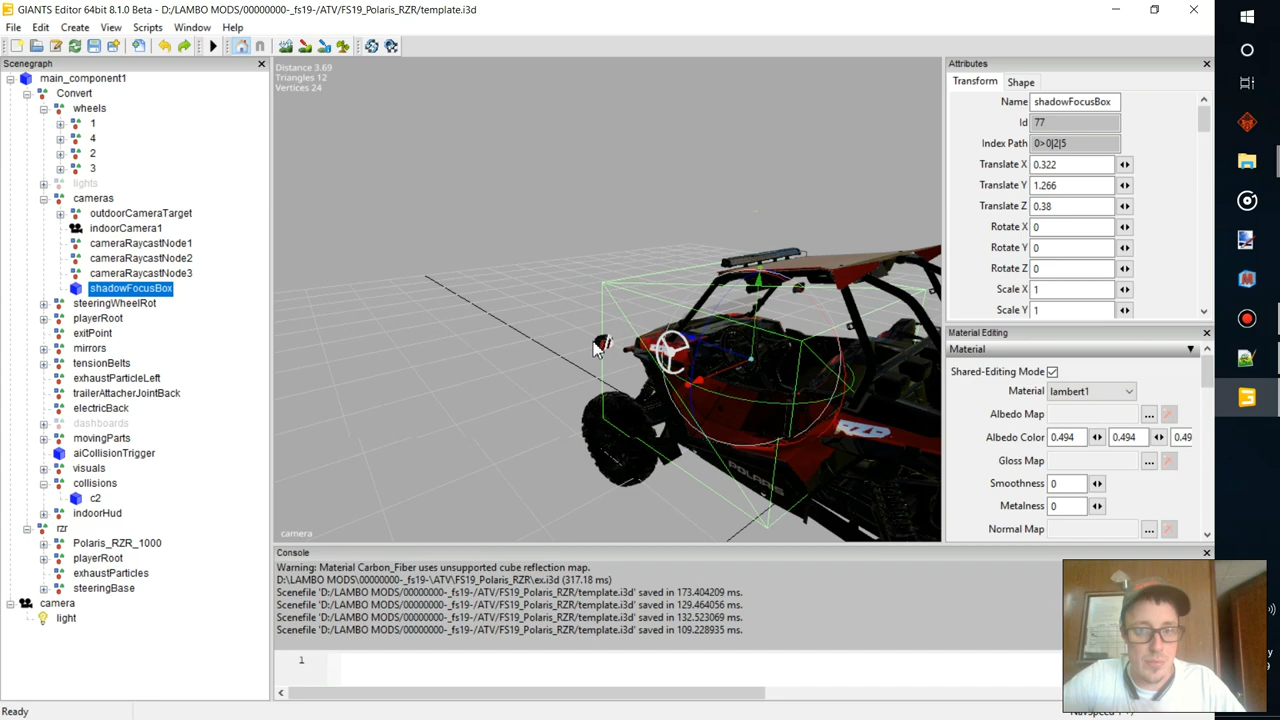 GIANTS Editor 64bit 8.1.0 Beta - D:/LAMBO MODS/00000000-_fs19-/ATV/FS19_Polaris_RZR/template.i3d
File Edit Create View Scripts Window Help
Scenegraph
main_component1
Convert
wheels
1
4
2
3
lights
cameras
outdoorCameraTarget
indoorCamera1
cameraRaycastNode1
cameraRaycastNode2
cameraRaycastNode3
shadowFocusBox
steeringWheelRot
playerRoot
exitPoint
mirrors
tensionBelts
exhaustParticleLeft
trailerAttacherJointBack
electricBack
dashboards
movingParts
aiCollisionTrigger
visuals
collisions
c2
indoorHud
rzr
Polaris_RZR_1000
playerRoot
exhaustParticles
steeringBase
camera
light
Distance 3.69
Triangles 12
Vertices 24
POLARIS
camera
Attributes
Transform Shape
Name shadowFocusBox
Id 77
Index Path 0>0|2|5
Translate X 0.322
Translate Y 1.266
Translate Z 0.38
Rotate X 0
Rotate Y 0
Rotate Z 0
Scale X 1
Scale Y 1
Material Editing
Material
Shared-Editing Mode
Material lambert1
Albedo Map ...
Albedo Color 0.494 0.494 0.49
Gloss Map ...
Smoothness 0
Metalness 0
Normal Map ...
Console
Warning: Material Carbon_Fiber uses unsupported cube reflection map.
D:\LAMBO MODS\00000000-_fs19-\ATV\FS19_Polaris_RZR\ex.i3d (317.18 ms)
Scenefile 'D:/LAMBO MODS/00000000-_fs19-/ATV/FS19_Polaris_RZR/template.i3d' saved in 173.404209 ms.
Scenefile 'D:/LAMBO MODS/00000000-_fs19-/ATV/FS19_Polaris_RZR/template.i3d' saved in 129.464056 ms.
Scenefile 'D:/LAMBO MODS/00000000-_fs19-/ATV/FS19_Polaris_RZR/template.i3d' saved in 132.523069 ms.
Scenefile 'D:/LAMBO MODS/00000000-_fs19-/ATV/FS19_Polaris_RZR/template.i3d' saved in 109.228935 ms.
1
Ready